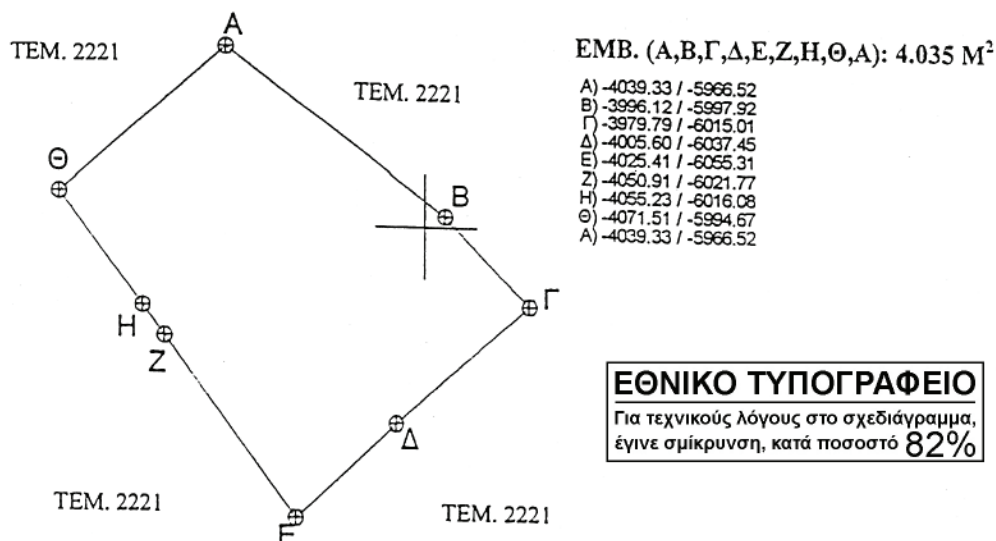 Α
ΤΕΜ. 2221
ΤΕΜ. 2221
Θ
Β
Γ
Η
Ζ
Δ
Ε
ΤΕΜ. 2221
ΤΕΜ. 2221
ΕΜΒ. (Α,Β,Γ,Δ,Ε,Ζ,Η,Θ,Α): 4.035 Μ²
Α) -4039.33 / -5966.52
Β) -3996.12 / -5997.92
Γ) -3979.79 / -6015.01
Δ) -4005.60 / -6037.45
Ε) -4025.41 / -6055.31
Ζ) -4050.91 / -6021.77
Η) -4055.23 / -6016.08
Θ) -4071.51 / -5994.67
Α) -4039.33 / -5966.52
ΕΘΝΙΚΟ ΤΥΠΟΓΡΑΦΕΙΟ
Για τεχνικούς λόγους στο σχεδιάγραμμα,
έγινε σμίκρυνση, κατά ποσοστό 82%